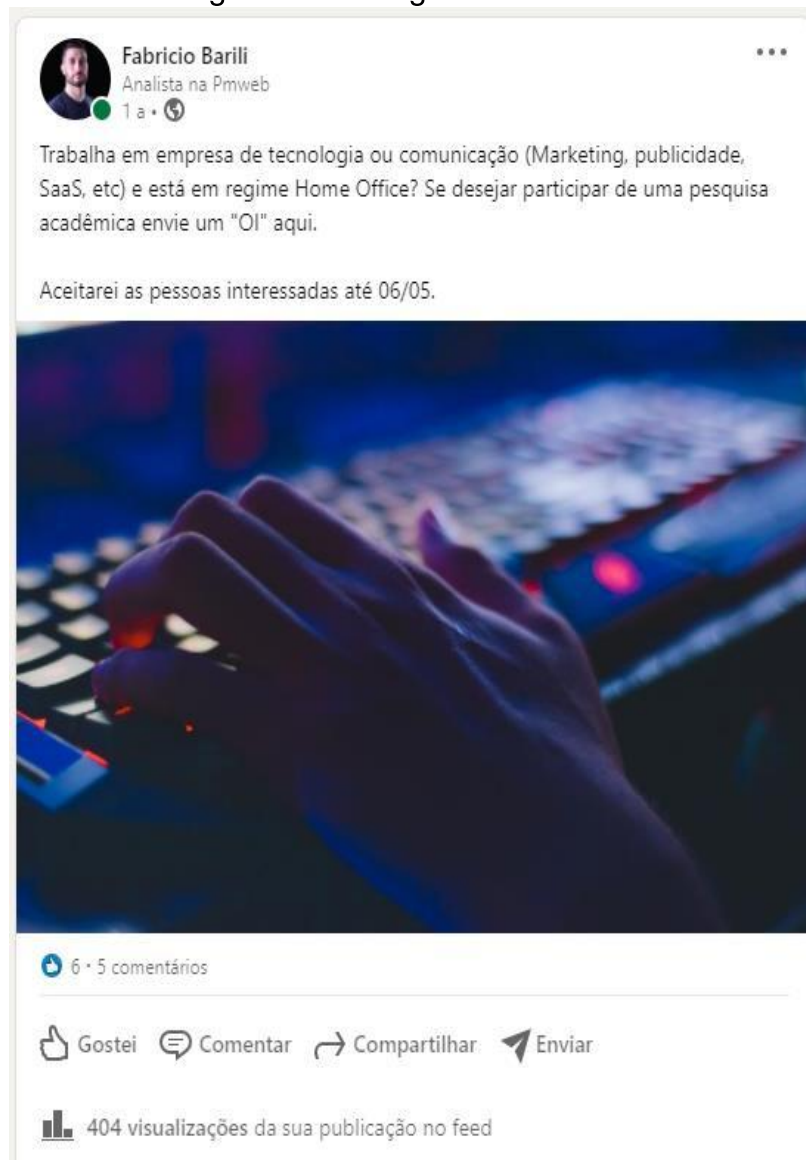 Fabricio Barili
Analista na Pmweb
1 a •
Trabalha em empresa de tecnologia ou comunicação (Marketing, publicidade,
SaaS, etc) e está em regime Home Office? Se desejar participar de uma pesquisa
acadêmica envie um "OI" aqui.
Aceitarei as pessoas interessadas até 06/05.
6 • 5 comentários
Gostei Comentar Compartilhar Enviar
404 visualizações da sua publicação no feed